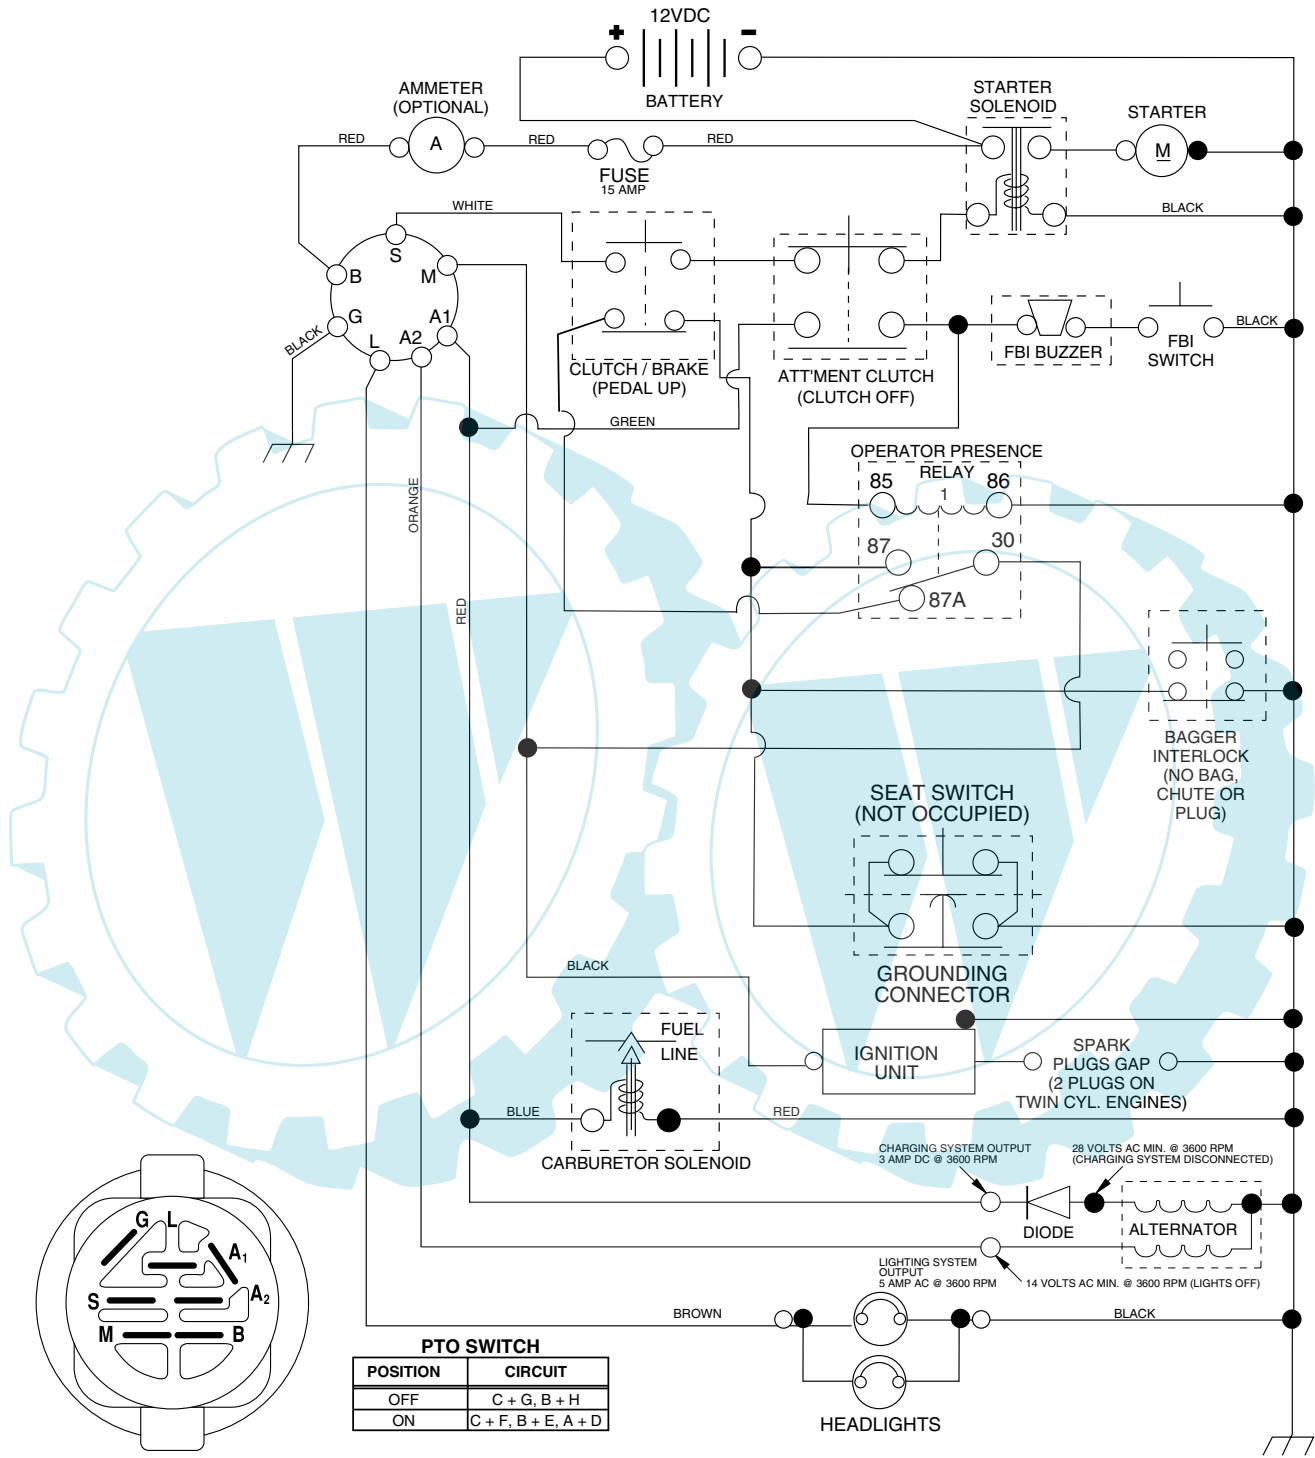 12VDC
+ −
BATTERY
AMMETER
(OPTIONAL)
STARTER
SOLENOID
STARTER
RED
A
RED
RED
M
FUSE
15 AMP
WHITE
BLACK
S
B
M
G
A1
L
A2
BLACK
CLUTCH / BRAKE
(PEDAL UP)
ATT'MENT CLUTCH
(CLUTCH OFF)
FBI BUZZER
FBI
SWITCH
BLACK
GREEN
ORANGE
RED
OPERATOR PRESENCE
RELAY
85
1
86
87
30
87A
BAGGER
INTERLOCK
(NO BAG,
CHUTE OR
PLUG)
SEAT SWITCH
(NOT OCCUPIED)
BLACK
GROUNDING
CONNECTOR
FUEL
LINE
IGNITION
UNIT
SPARK
PLUGS GAP
(2 PLUGS ON
TWIN CYL. ENGINES)
BLUE
RED
CARBURETOR SOLENOID
CHARGING SYSTEM OUTPUT
3 AMP DC @ 3600 RPM
28 VOLTS AC MIN. @ 3600 RPM
(CHARGING SYSTEM DISCONNECTED)
DIODE
ALTERNATOR
LIGHTING SYSTEM
OUTPUT
5 AMP AC @ 3600 RPM
14 VOLTS AC MIN. @ 3600 RPM (LIGHTS OFF)
G L
A1
S
A2
M
B
BROWN
BLACK
HEADLIGHTS
PTO SWITCH
POSITION CIRCUIT
OFF C + G, B + H
ON C + F, B + E, A + D